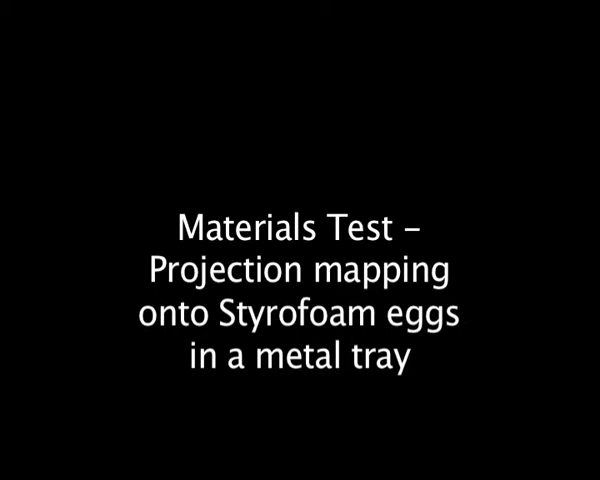 Materials Test –
Projection mapping
onto Styrofoam eggs
in a metal tray